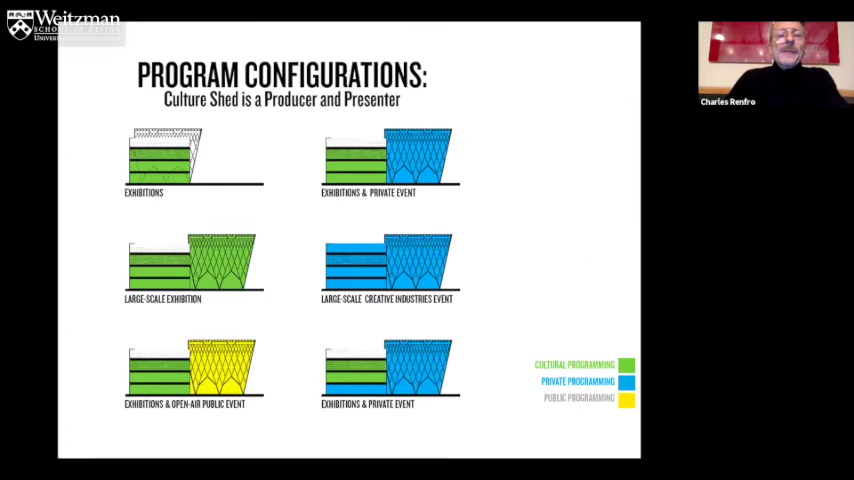 Weitzman
SCHOOL OF DESIGN
Charles Renfro
PROGRAM CONFIGURATIONS:
Culture Shed is a Producer and Presenter
EXHIBITIONS
EXHIBITIONS & PRIVATE EVENT
LARGE-SCALE EXHIBITION
LARGE-SCALE CREATIVE INDUSTRIES EVENT
EXHIBITIONS & OPEN-AIR PUBLIC EVENT
EXHIBITIONS & PRIVATE EVENT
CULTURAL PROGRAMMING
PRIVATE PROGRAMMING
PUBLIC PROGRAMMING